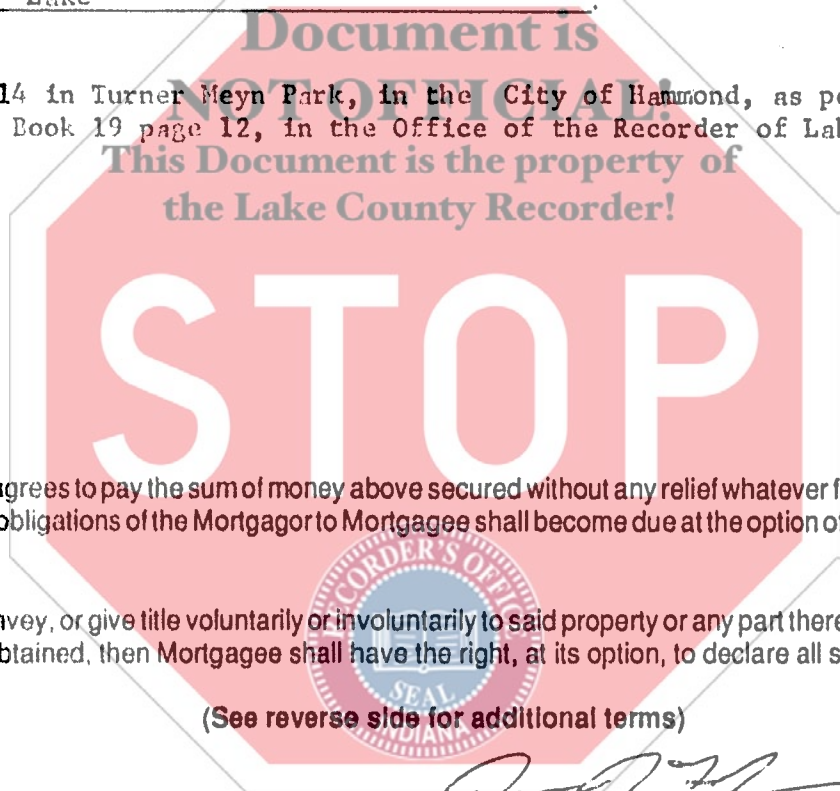 Lake
Document is
NOT OFFICIAL!
14 in Turner Meyn Park, in the City of Hammond, as
Book 19 page 12, in the Office of the Recorder of
This Document is the property of
the Lake County Recorder!
STOP
agrees to pay the sum of money above secured without any relief whatever
obligations of the Mortgagor to Mortgagee shall become due at the option of
or give title voluntarily or involuntarily to said property or any part
then Mortgagee shall have the right, at its option, to declare all
RECORDER'S OFFICE
SEAL
INDIANA
(See reverse side for additional terms)